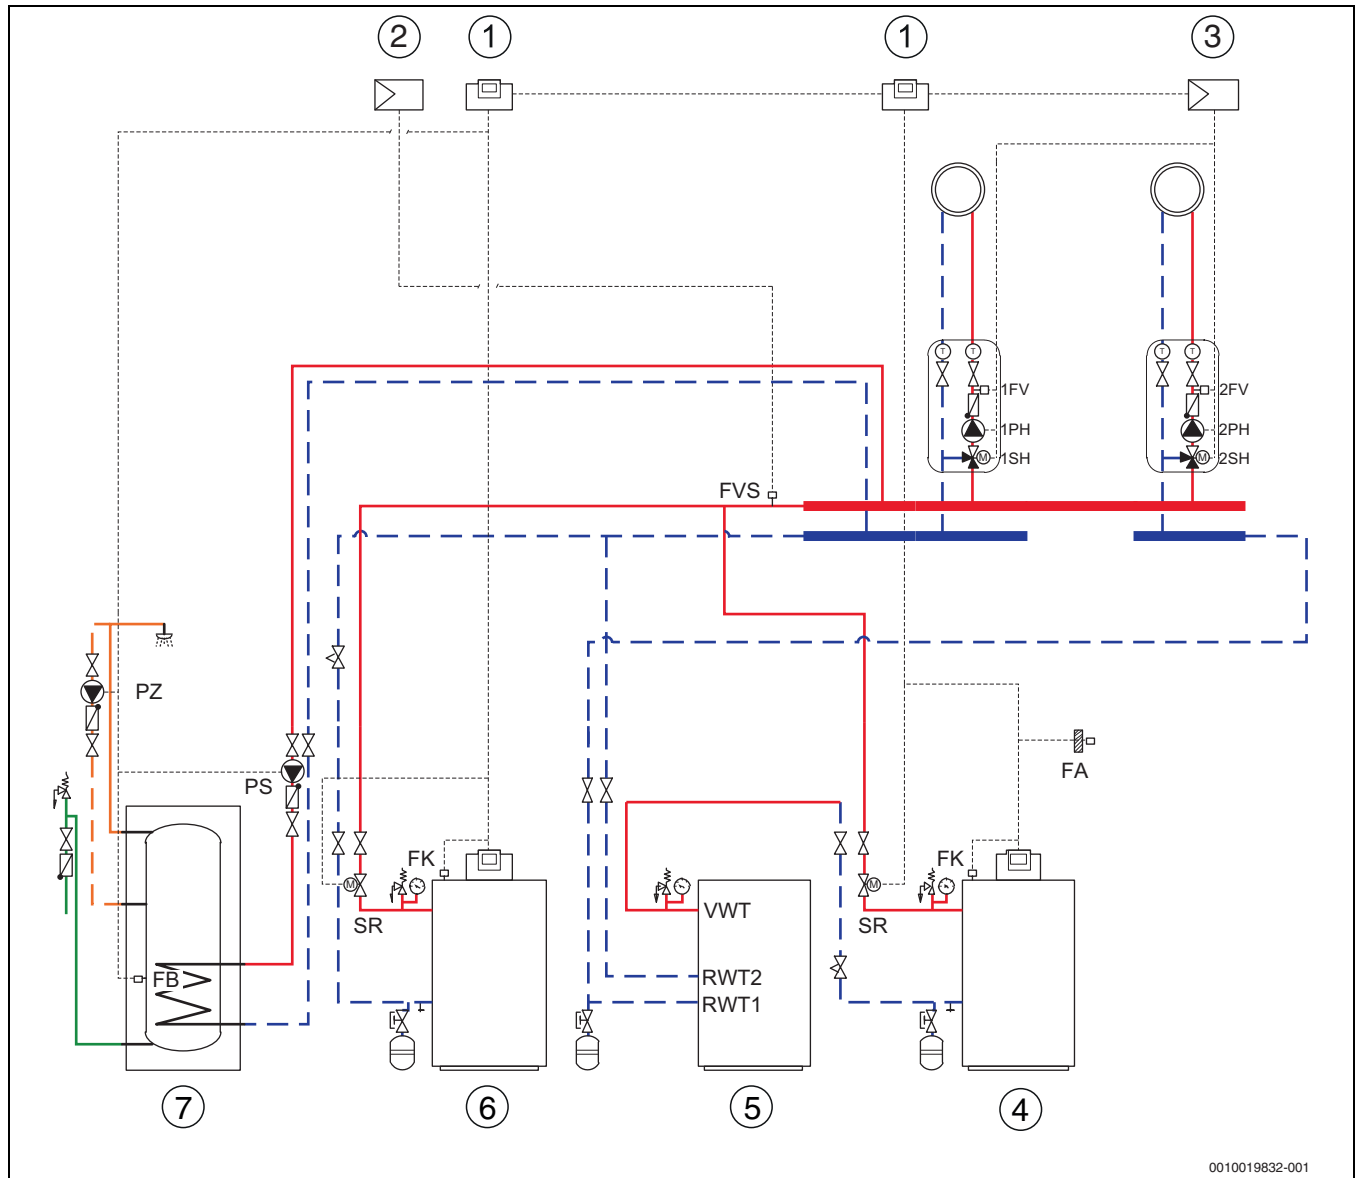 2 1 1 3
T T T T
1FV 2FV
1PH 2PH
M 1SH M 2SH
FVS
PZ
FA
PS
FK FK
M M
SR VWT SR
FB RWT2
RWT1
7 6 5 4
0010019832-001